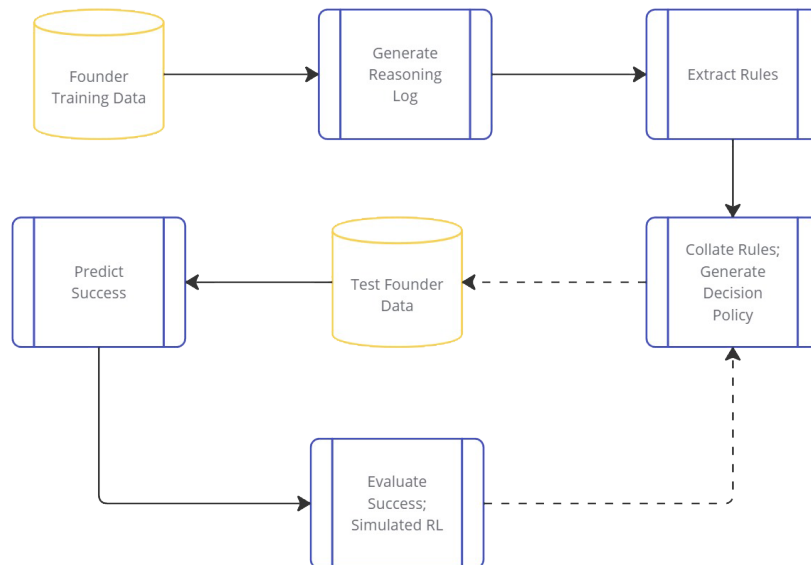 Founder
Training Data
Generate
Reasoning
Log
Extract Rules
Predict
Success
Test Founder
Data
Collate Rules;
Generate
Decision
Policy
Evaluate
Success;
Simulated RL